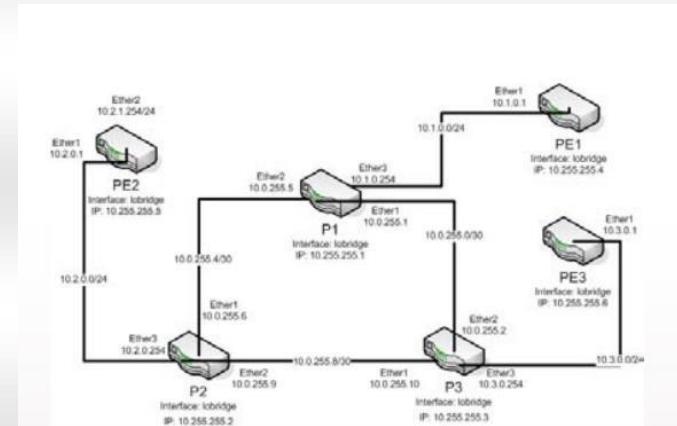 Ether2
10.2.1.254/24
Ether1
10.2.0.1
PE2
Interface: lobridge
IP: 10.255.255.5
Ether1
10.1.0.1
10.1.0.0/24
PE1
Interface: lobridge
IP: 10.255.255.4
Ether2
10.0.255.5
Ether3
10.1.0.254
Ether1
10.0.255.1
P1
Interface: lobridge
IP: 10.255.255.1
10.0.255.0/30
Ether1
10.3.0.1
PE3
Interface: lobridge
IP: 10.255.255.6
10.0.255.4/30
10.2.0.0/24
Ether1
10.0.255.6
Ether3
10.2.0.254
Ether2
10.0.255.9
P2
Interface: lobridge
IP: 10.255.255.2
10.0.255.8/30
Ether2
10.0.255.2
Ether1
10.0.255.10
Ether3
10.3.0.254
P3
Interface: lobridge
IP: 10.255.255.3
10.3.0.0/24